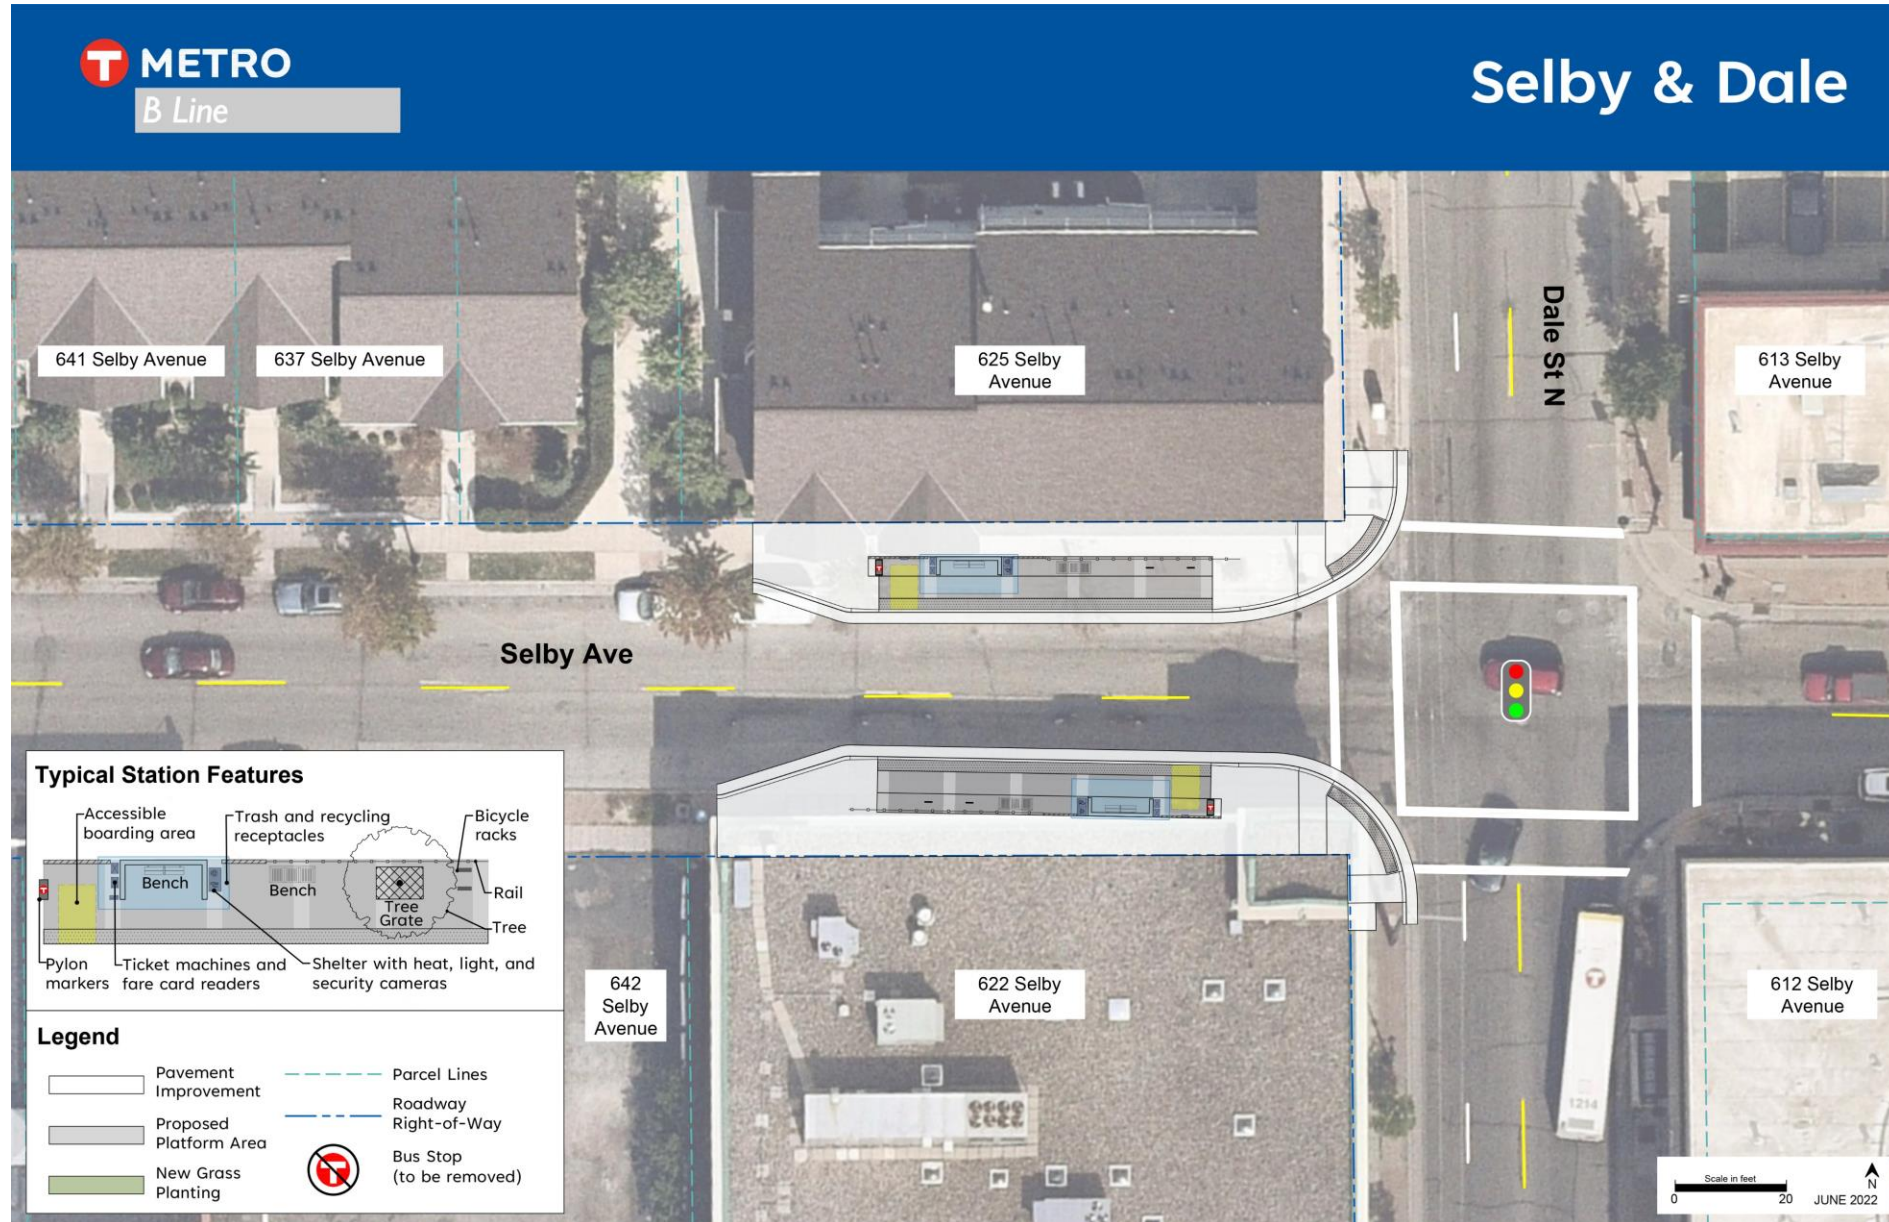 T METRO
B Line
Selby & Dale
641 Selby Avenue
637 Selby Avenue
625 Selby
Avenue
Dale St N
613 Selby
Avenue
Selby Ave
642
Selby
Avenue
622 Selby
Avenue
612 Selby
Avenue
1214
Typical Station Features
Accessible
boarding area
Trash and recycling
receptacles
Bicycle
racks
Bench
Bench
Rail
Tree
Grate
Tree
Pylon
markers
Ticket machines and
fare card readers
Shelter with heat, light, and
security cameras
Legend
Pavement
Improvement
Proposed
Platform Area
New Grass
Planting
Parcel Lines
Roadway
Right-of-Way
Bus Stop
(to be removed)
Scale in feet
0 20
N
JUNE 2022